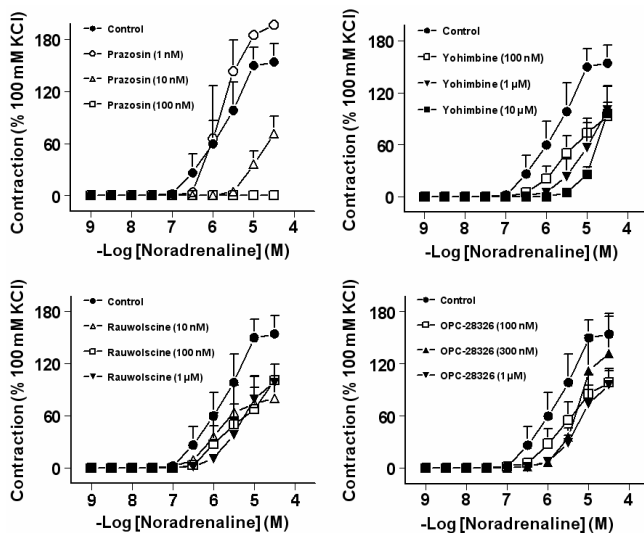 Contraction (% 100 mM KCl)
180
120
60
0
Control
Prazosin (1 nM)
Prazosin (10 nM)
Prazosin (100 nM)
9 8 7 6 5 4
-Log [Noradrenaline] (M)
Contraction (% 100 mM KCl)
180
120
60
0
Control
Yohimbine (100 nM)
Yohimbine (1 µM)
Yohimbine (10 µM)
9 8 7 6 5 4
-Log [Noradrenaline] (M)
Contraction (% 100 mM KCl)
180
120
60
0
Control
Rauwolscine (10 nM)
Rauwolscine (100 nM)
Rauwolscine (1 µM)
9 8 7 6 5 4
-Log [Noradrenaline] (M)
Contraction (% 100 mM KCl)
180
120
60
0
Control
OPC-28326 (100 nM)
OPC-28326 (300 nM)
OPC-28326 (1 µM)
9 8 7 6 5 4
-Log [Noradrenaline] (M)